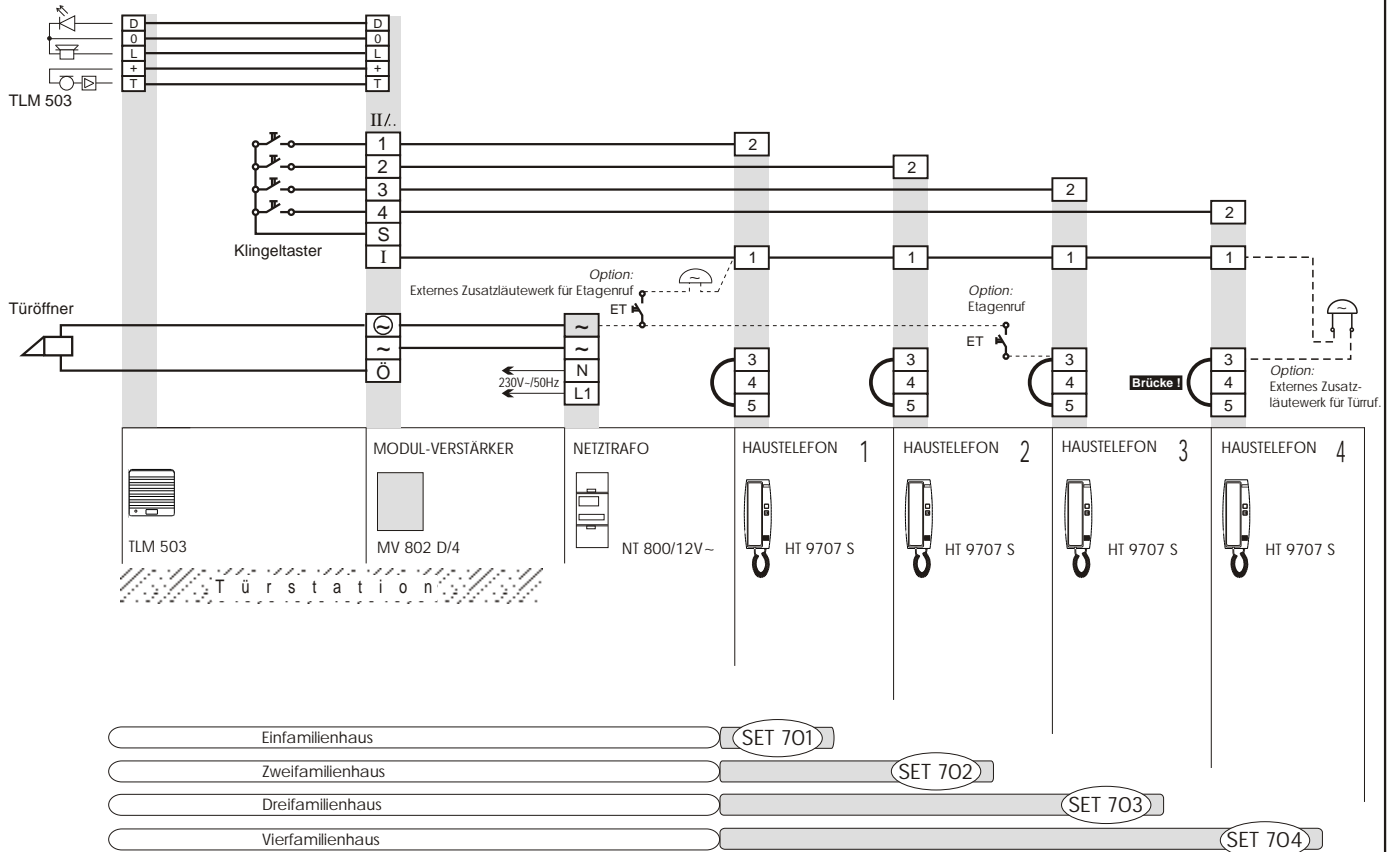 D D
0 0
L L
+ +
T T
TLM 503
II/..
1 2
2 2
3 2
4 2
S
Klingeltaster
I 1 1 1 1
Option:
Externes Zusatzläutewerk für Etagenruf
ET
Option:
Etagenruf
ET
Türöffner
~ ~
~ ~
Ö N
230V~/50Hz
L1
3 3 3 3
4 4 4 4
5 5 5 5
Brücke !
Option:
Externes Zusatz-
läutewerk für Türruf.
MODUL-VERSTÄRKER NETZTRAFO HAUSTELEFON 1 HAUSTELEFON 2 HAUSTELEFON 3 HAUSTELEFON 4
TLM 503 MV 802 D/4 NT 800/12V~ HT 9707 S HT 9707 S HT 9707 S HT 9707 S
Türstation
Einfamilienhaus SET 701
Zweifamilienhaus SET 702
Dreifamilienhaus SET 703
Vierfamilienhaus SET 704